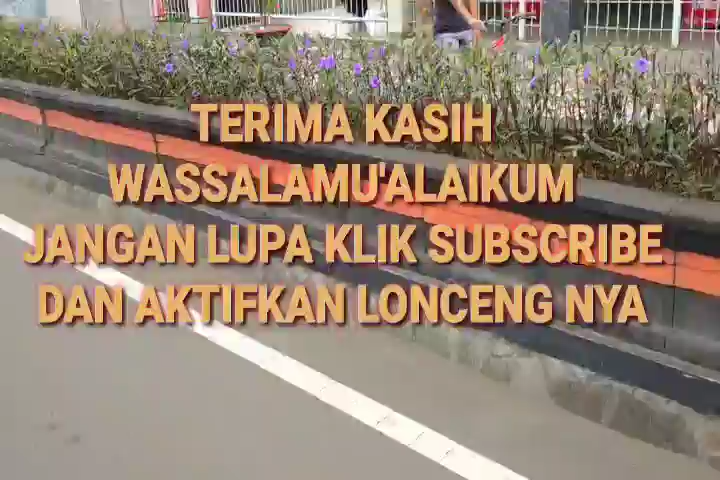 TERIMA KASIH
WASSALAMU'ALAIKUM
JANGAN LUPA KLIK SUBSCRIBE
DAN AKTIFKAN LONCENG NYA